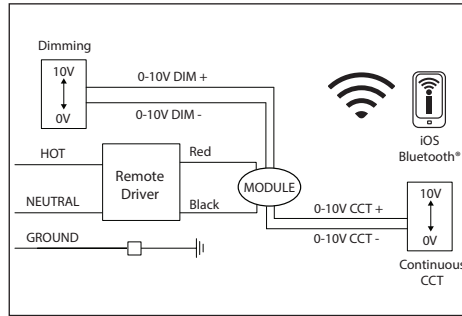 Dimming
10V
0V
0-10V DIM +
0-10V DIM -
iOS
Bluetooth®
HOT
NEUTRAL
GROUND
Remote
Driver
Red
Black
MODULE
0-10V CCT +
0-10V CCT -
10V
0V
Continuous
CCT